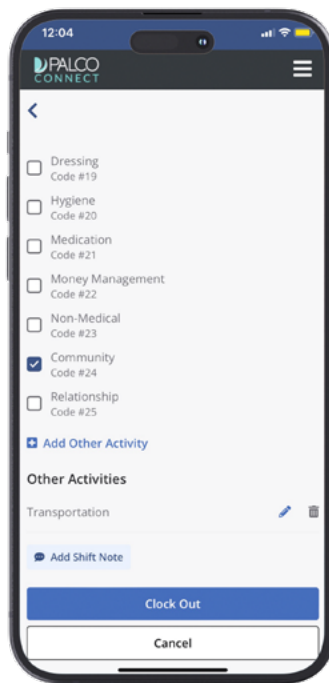 12:04
PALCO
CONNECT
Dressing
Code #19
Hygiene
Code #20
Medication
Code #21
Money Management
Code #22
Non-Medical
Code #23
Community
Code #24
Relationship
Code #25
Add Other Activity
Other Activities
Transportation
Add Shift Note
Clock Out
Cancel